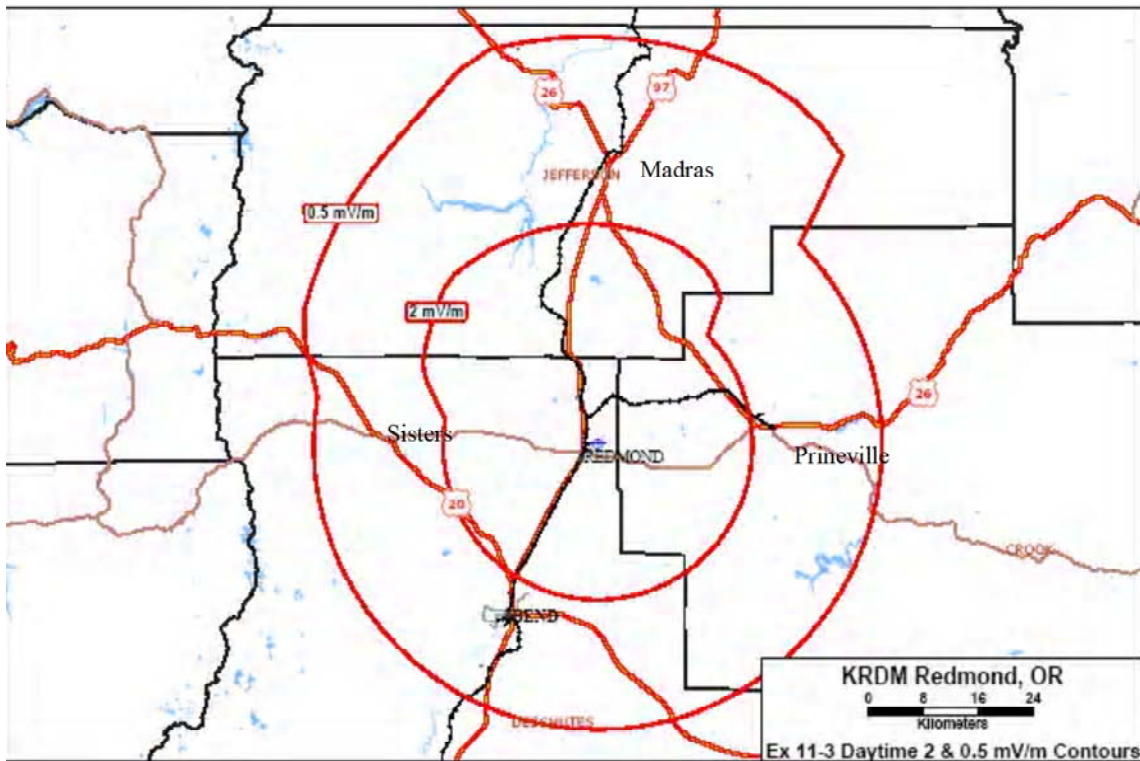 26
97
JEFFERSON
Madras
0.5 mV/m
2 mV/m
26
Sisters
REDMOND
Prineville
20
CROOK
BEND
DESCHUTES
KRDM Redmond, OR
0 8 16 24
Kilometers
Ex 11-3 Daytime 2 & 0.5 mV/m Contours